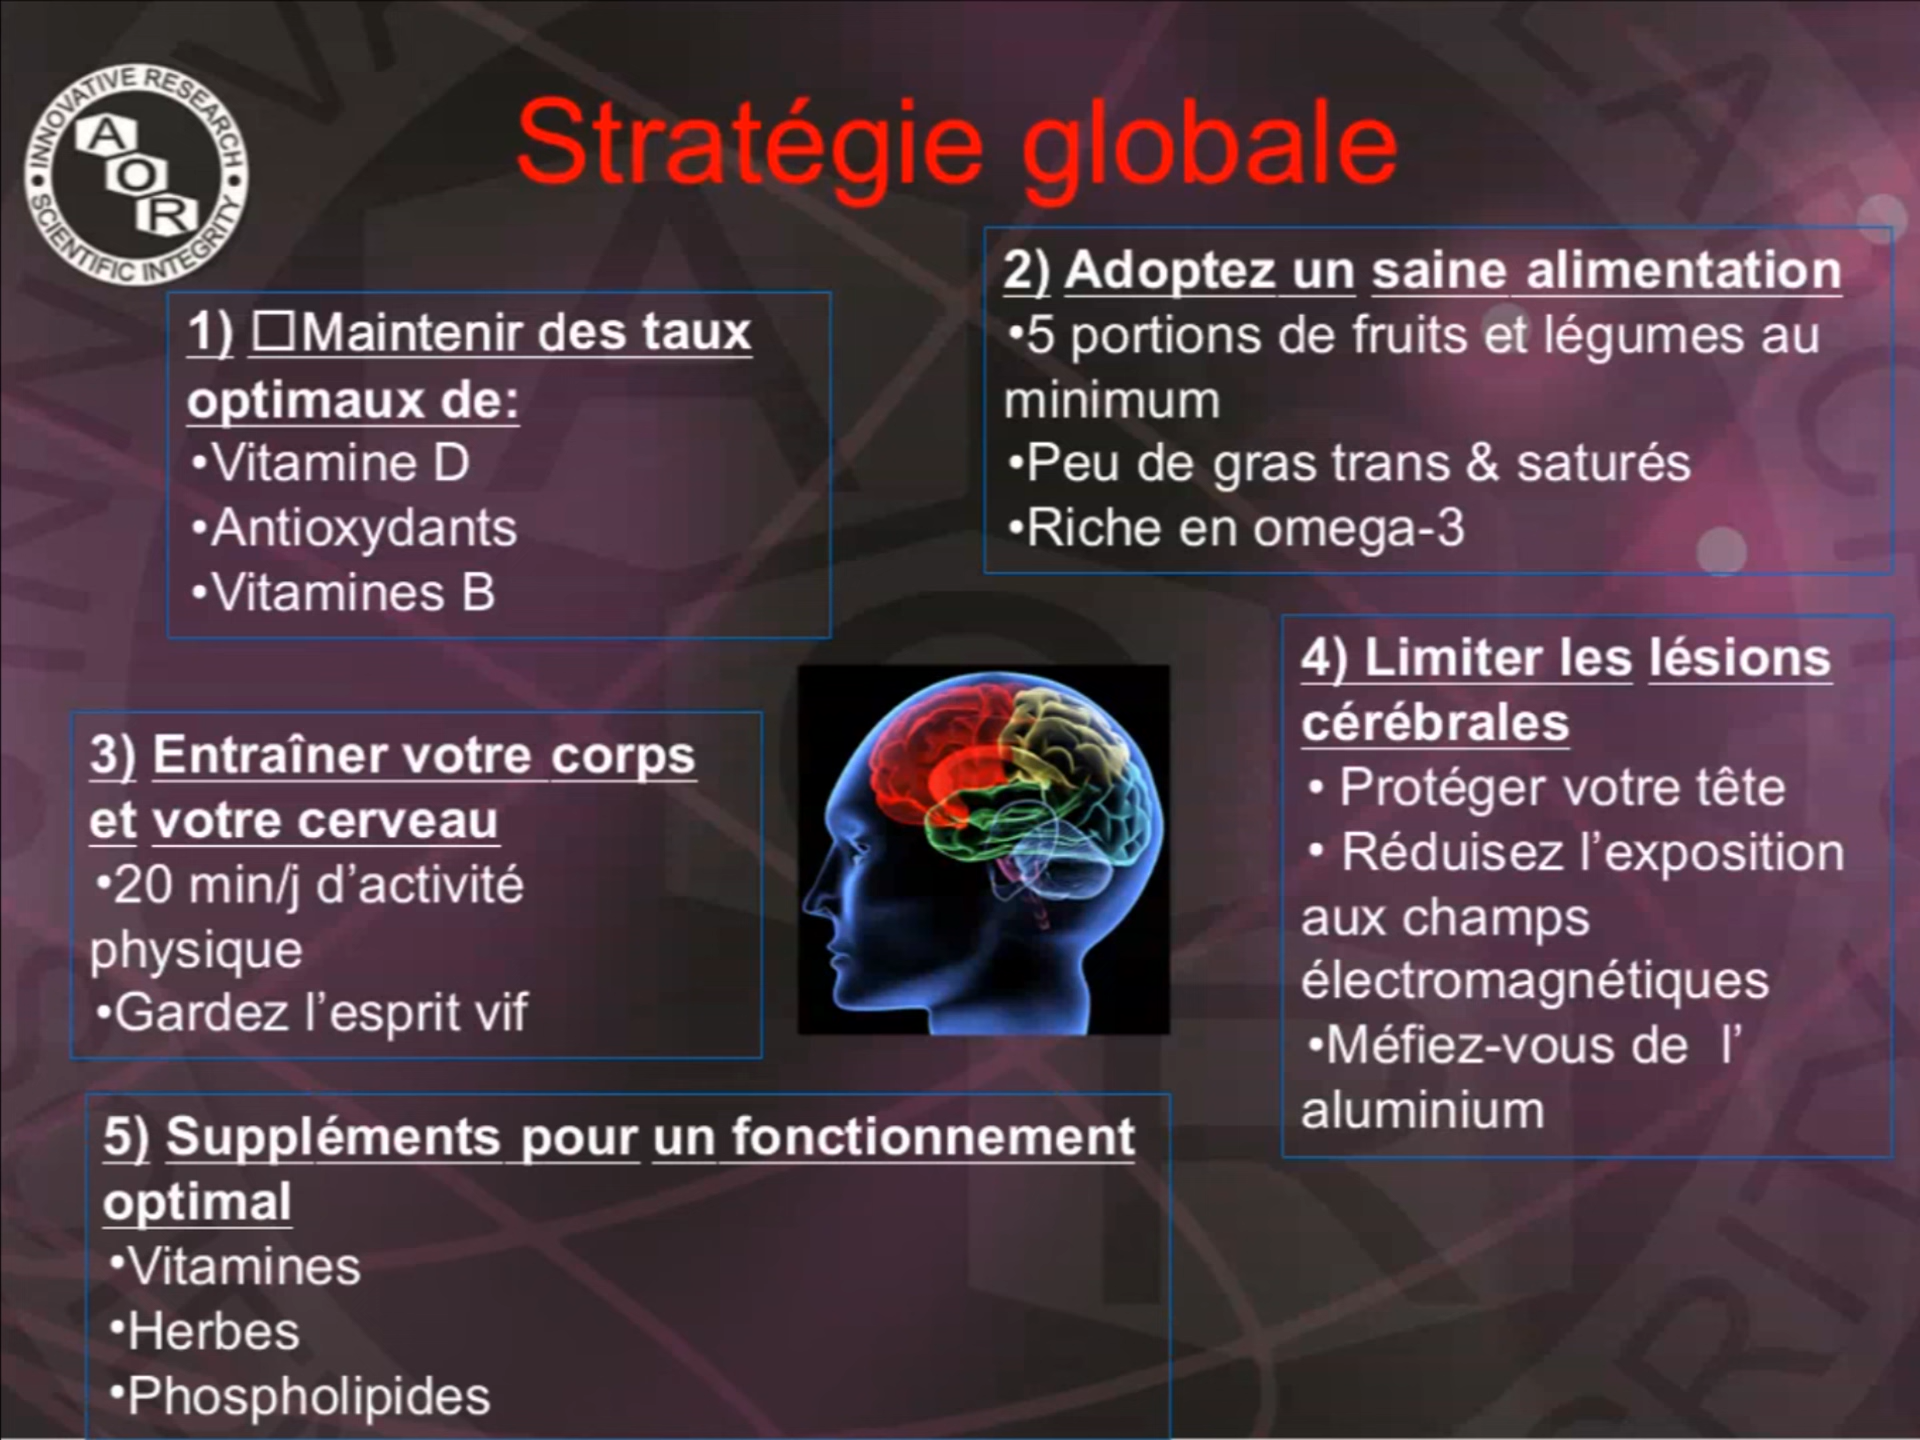 INNOVATIVE RESEARCH
A
O
R
SCIENTIFIC INTEGRITY
Stratégie globale
1) □Maintenir des taux
optimaux de:
•Vitamine D
•Antioxydants
•Vitamines B
2) Adoptez un saine alimentation
•5 portions de fruits et légumes au
minimum
•Peu de gras trans & saturés
•Riche en omega-3
3) Entraîner votre corps
et votre cerveau
•20 min/j d’activité
physique
•Gardez l’esprit vif
4) Limiter les lésions
cérébrales
• Protéger votre tête
• Réduisez l’exposition
aux champs
électromagnétiques
•Méfiez-vous de l’
aluminium
5) Suppléments pour un fonctionnement
optimal
•Vitamines
•Herbes
•Phospholipides